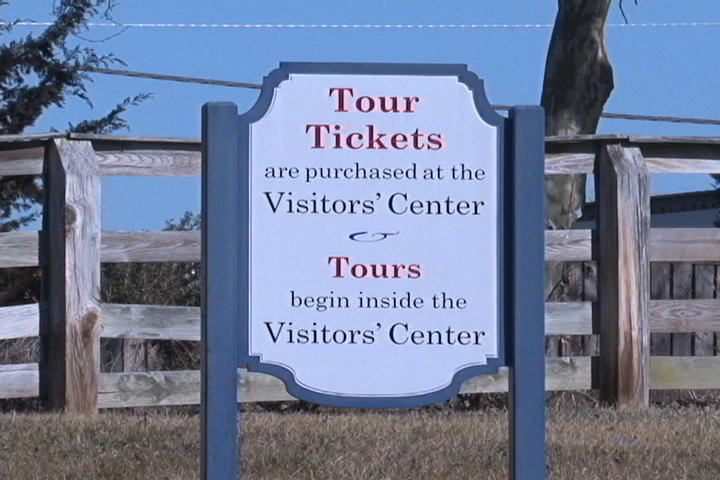 Tour
Tickets
are purchased at the
Visitors’ Center
Tours
begin inside the
Visitors’ Center